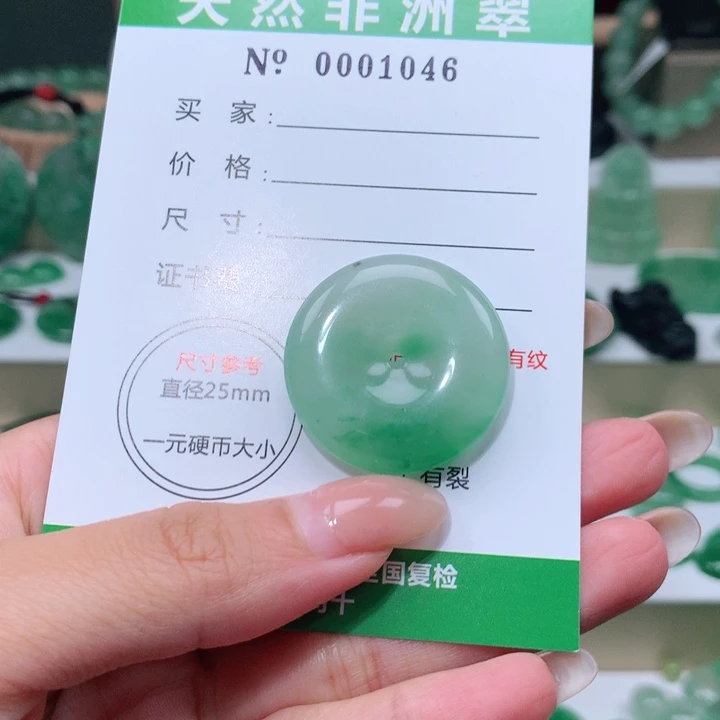 天然非洲翠
Nº 0001046
买 家：
价 格：
尺 寸：
证书
尺寸参考
直径25mm
一元硬币大小
有纹
有裂
国复检